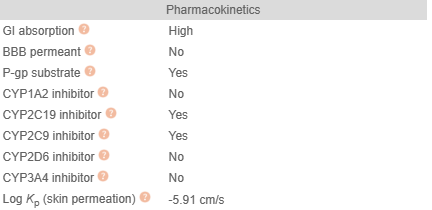 Pharmacokinetics
GI absorption ? High
BBB permeant ? No
P-gp substrate ? Yes
CYP1A2 inhibitor ? No
CYP2C19 inhibitor ? Yes
CYP2C9 inhibitor ? Yes
CYP2D6 inhibitor ? No
CYP3A4 inhibitor ? No
Log Kp (skin permeation) ? -5.91 cm/s